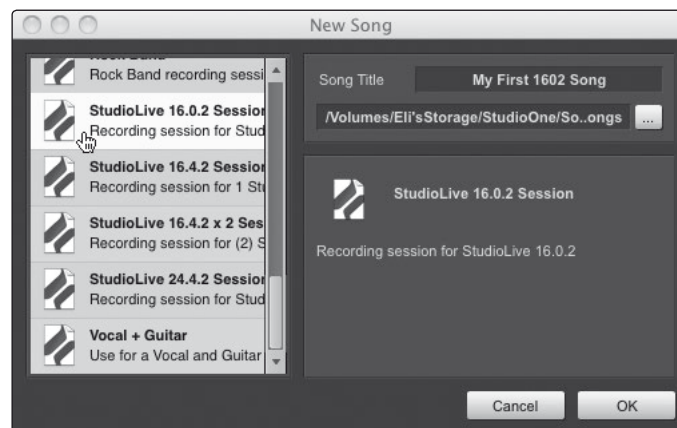 New Song
Rock Band recording sessi
StudioLive 16.0.2 Session
Recording session for Stud
StudioLive 16.4.2 Session
Recording session for 1 Stu
StudioLive 16.4.2 x 2 Ses
Recording session for (2) S
StudioLive 24.4.2 Session
Recording session for Stud
Vocal + Guitar
Use for a Vocal and Guitar
Song Title My First 1602 Song
/Volumes/Eli'sStorage/StudioOne/So..ongs ...
StudioLive 16.0.2 Session
Recording session for StudioLive 16.0.2
Cancel OK